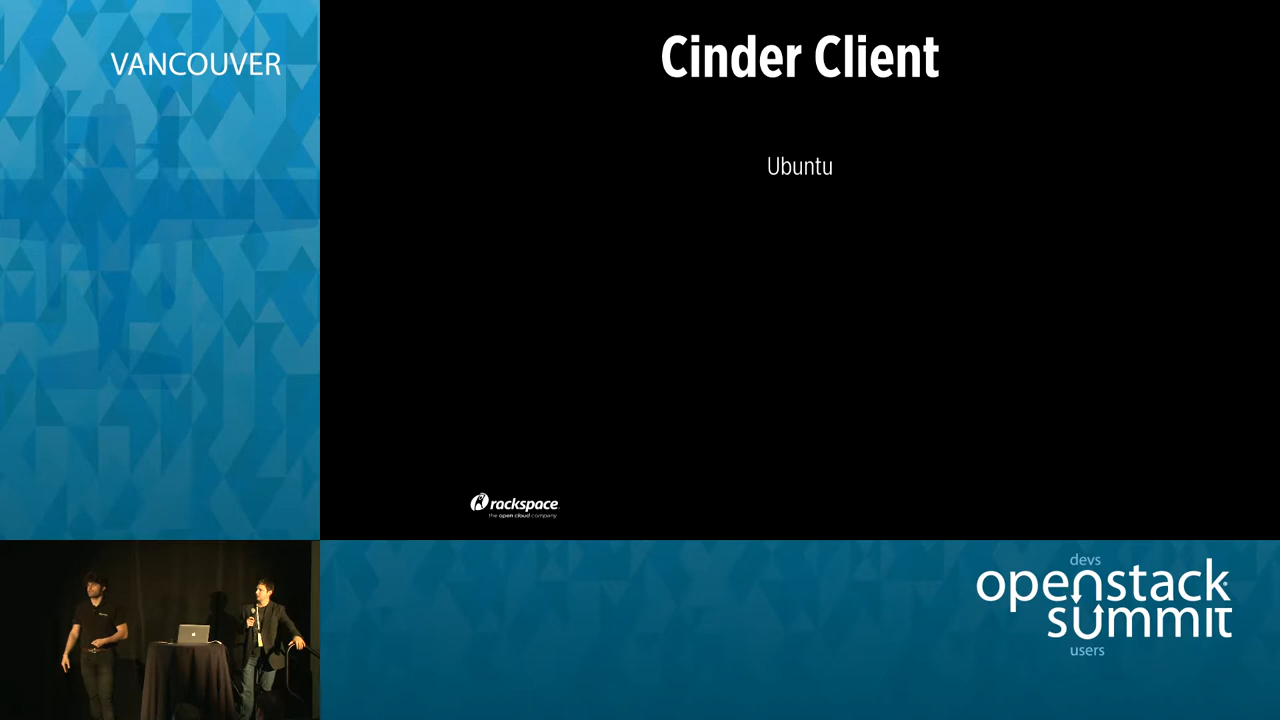 VANCOUVER
Cinder Client
Ubuntu
rackspace
the open cloud company
devs
openstack
summit
users